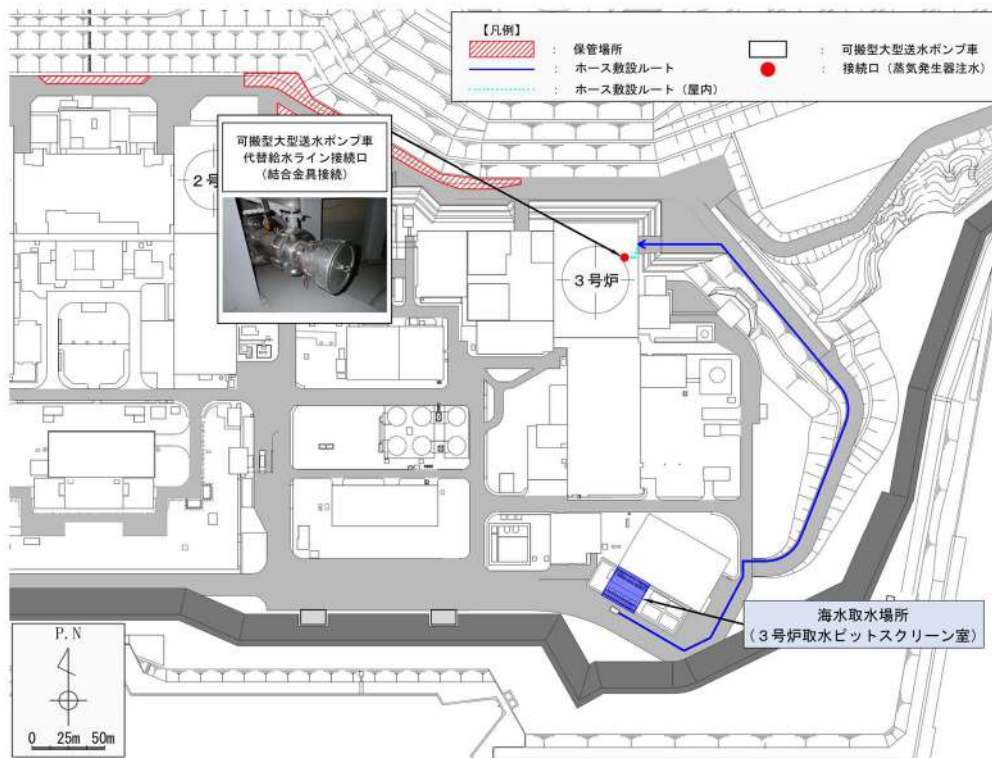 【凡例】
： 保管場所
： ホース敷設ルート
： ホース敷設ルート（屋内）
： 可搬型大型送水ポンプ車
： 接続口（蒸気発生器注水）
可搬型大型送水ポンプ車
代替給水ライン接続口
（結合金具接続）
２号
３号炉
海水取水場所
（３号炉取水ピットスクリーン室）
P.N
0 25m 50m